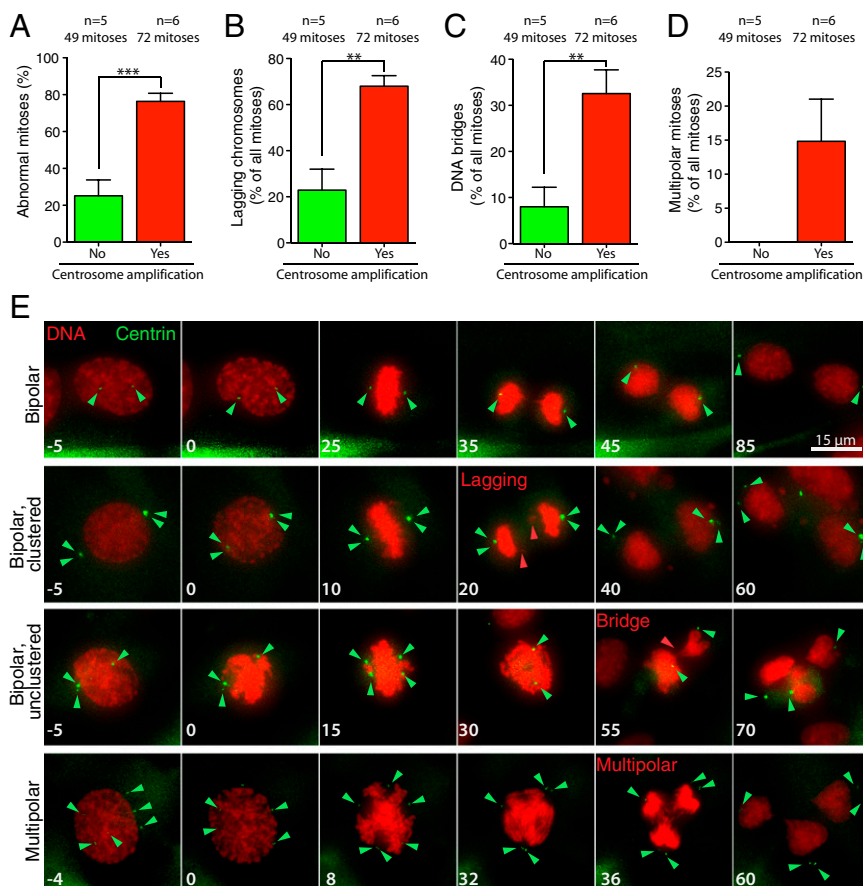 A
n=5
49 mitoses
n=6
72 mitoses
Abnormal mitoses (%)
100
80
60
40
20
0
***
No
Yes
Centrosome amplification
B
n=5
49 mitoses
n=6
72 mitoses
Lagging chromosomes
(% of all mitoses)
80
60
40
20
0
**
No
Yes
Centrosome amplification
C
n=5
49 mitoses
n=6
72 mitoses
DNA bridges
(% of all mitoses)
40
30
20
10
0
**
No
Yes
Centrosome amplification
D
n=5
49 mitoses
n=6
72 mitoses
Multipolar mitoses
(% of all mitoses)
25
20
15
10
5
0
No
Yes
Centrosome amplification
E
Bipolar
DNA
Centrin
-5
0
25
35
45
85
15 µm
Bipolar,
clustered
Lagging
-5
0
10
20
40
60
Bipolar,
unclustered
Bridge
-5
0
15
30
55
70
Multipolar
Multipolar
-4
0
8
32
36
60